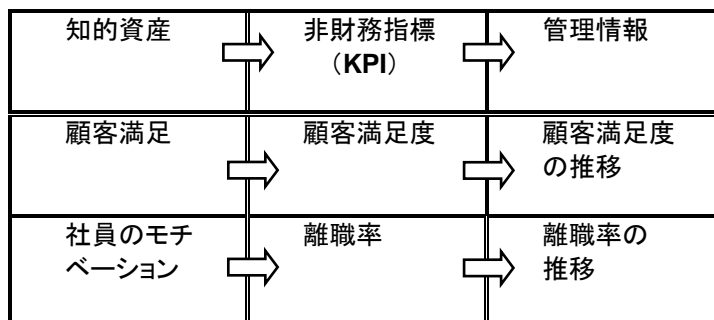 知的資産
非財務指標
（KPI）
管理情報
顧客満足
顧客満足度
顧客満足度
の推移
社員のモチ
ベーション
離職率
離職率の
推移